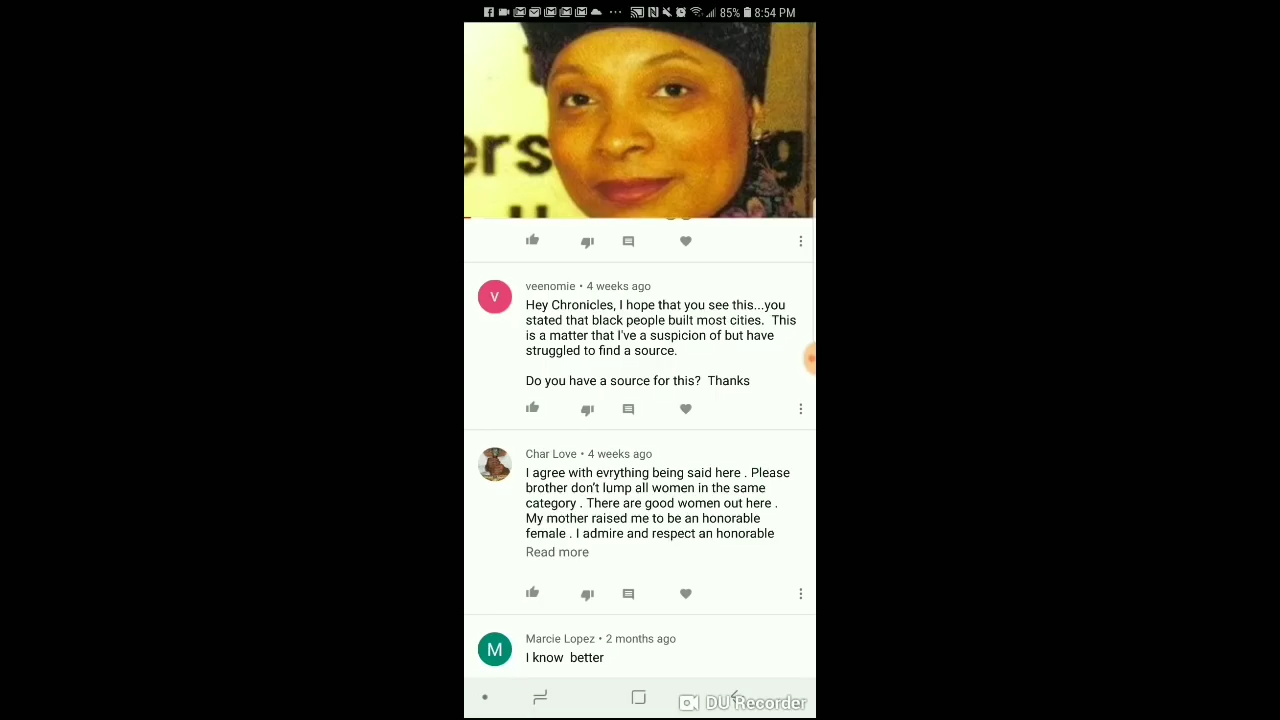 85% 8:54 PM
ers
g
veenomie • 4 weeks ago
Hey Chronicles, I hope that you see this...you
stated that black people built most cities. This
is a matter that I've a suspicion of but have
struggled to find a source.
Do you have a source for this? Thanks
V
Char Love • 4 weeks ago
I agree with evrything being said here . Please
brother don't lump all women in the same
category . There are good women out here .
My mother raised me to be an honorable
female . I admire and respect an honorable
Read more
M
Marcie Lopez • 2 months ago
I know better
DU Recorder